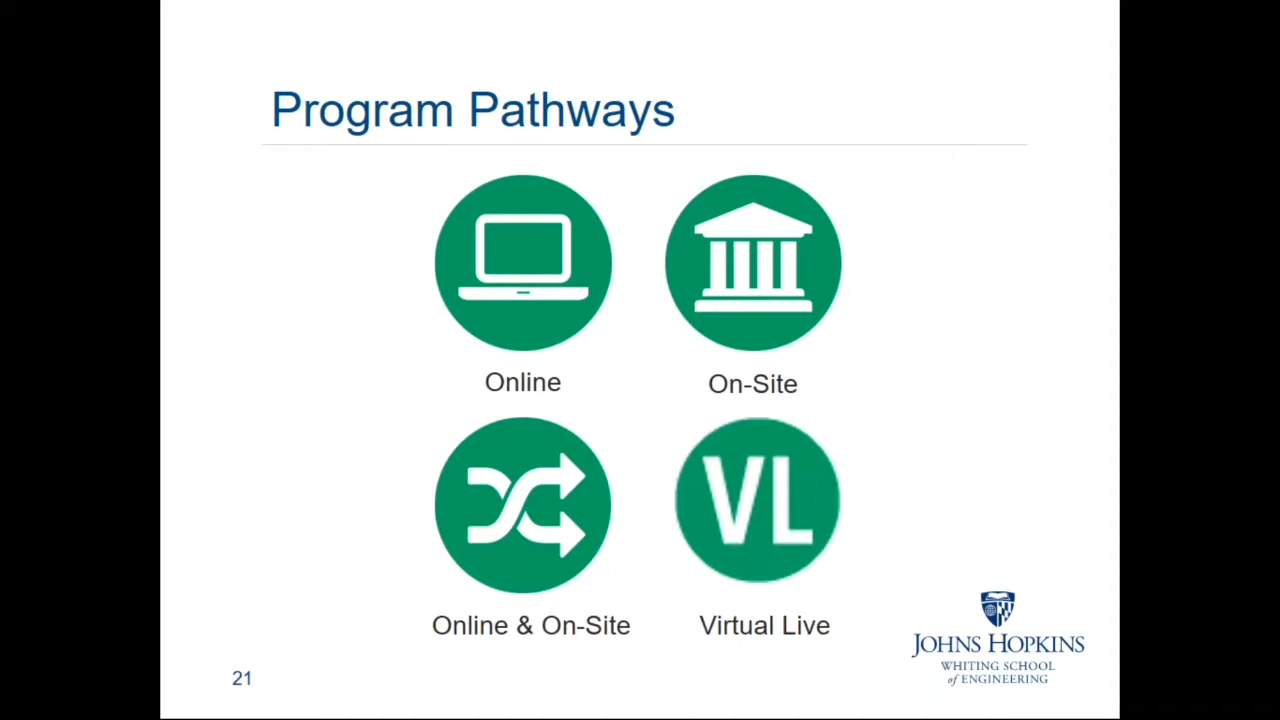 Program Pathways
Online
On-Site
VL
Online & On-Site
Virtual Live
JOHNS HOPKINS
WHITING SCHOOL
of ENGINEERING
21